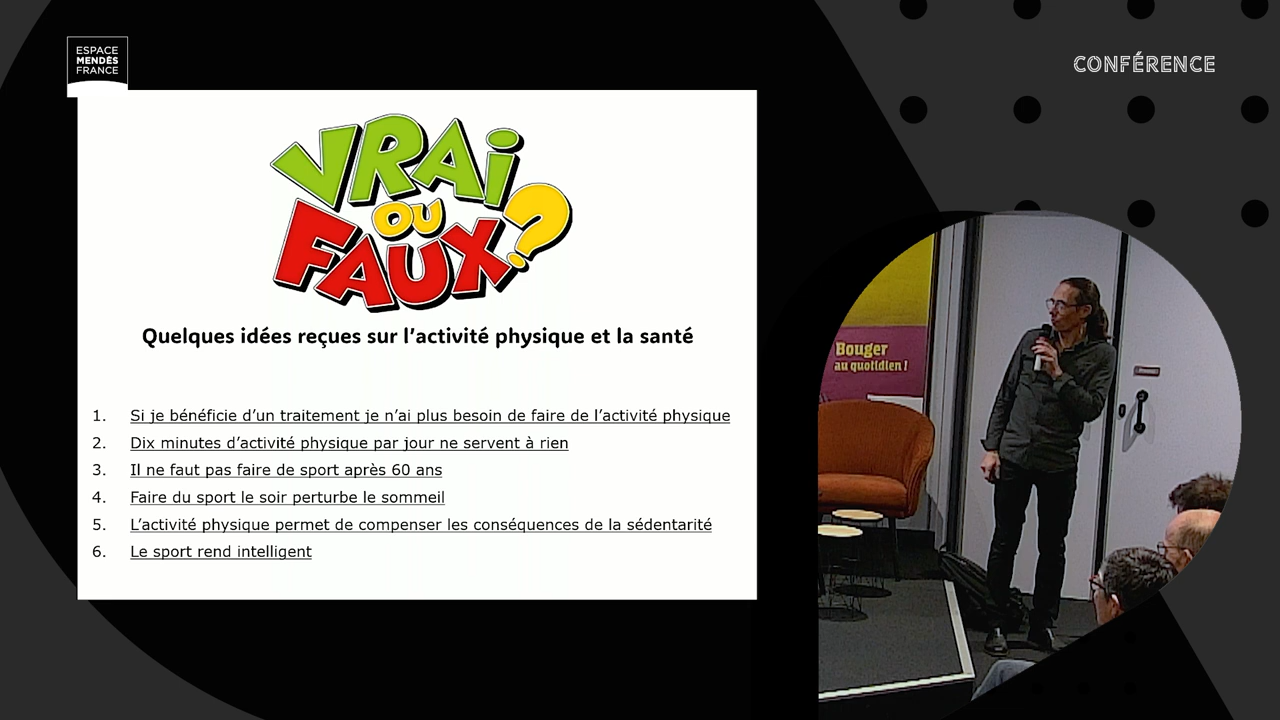 ESPACE
MENDÈS
FRANCE
CONFÉRENCE
VRAi
OU
FAUX?
Quelques idées reçues sur l'activité physique et la santé
1. Si je bénéficie d'un traitement je n'ai plus besoin de faire de l'activité physique
2. Dix minutes d'activité physique par jour ne servent à rien
3. Il ne faut pas faire de sport après 60 ans
4. Faire du sport le soir perturbe le sommeil
5. L'activité physique permet de compenser les conséquences de la sédentarité
6. Le sport rend intelligent
Bouger
au quotidien !